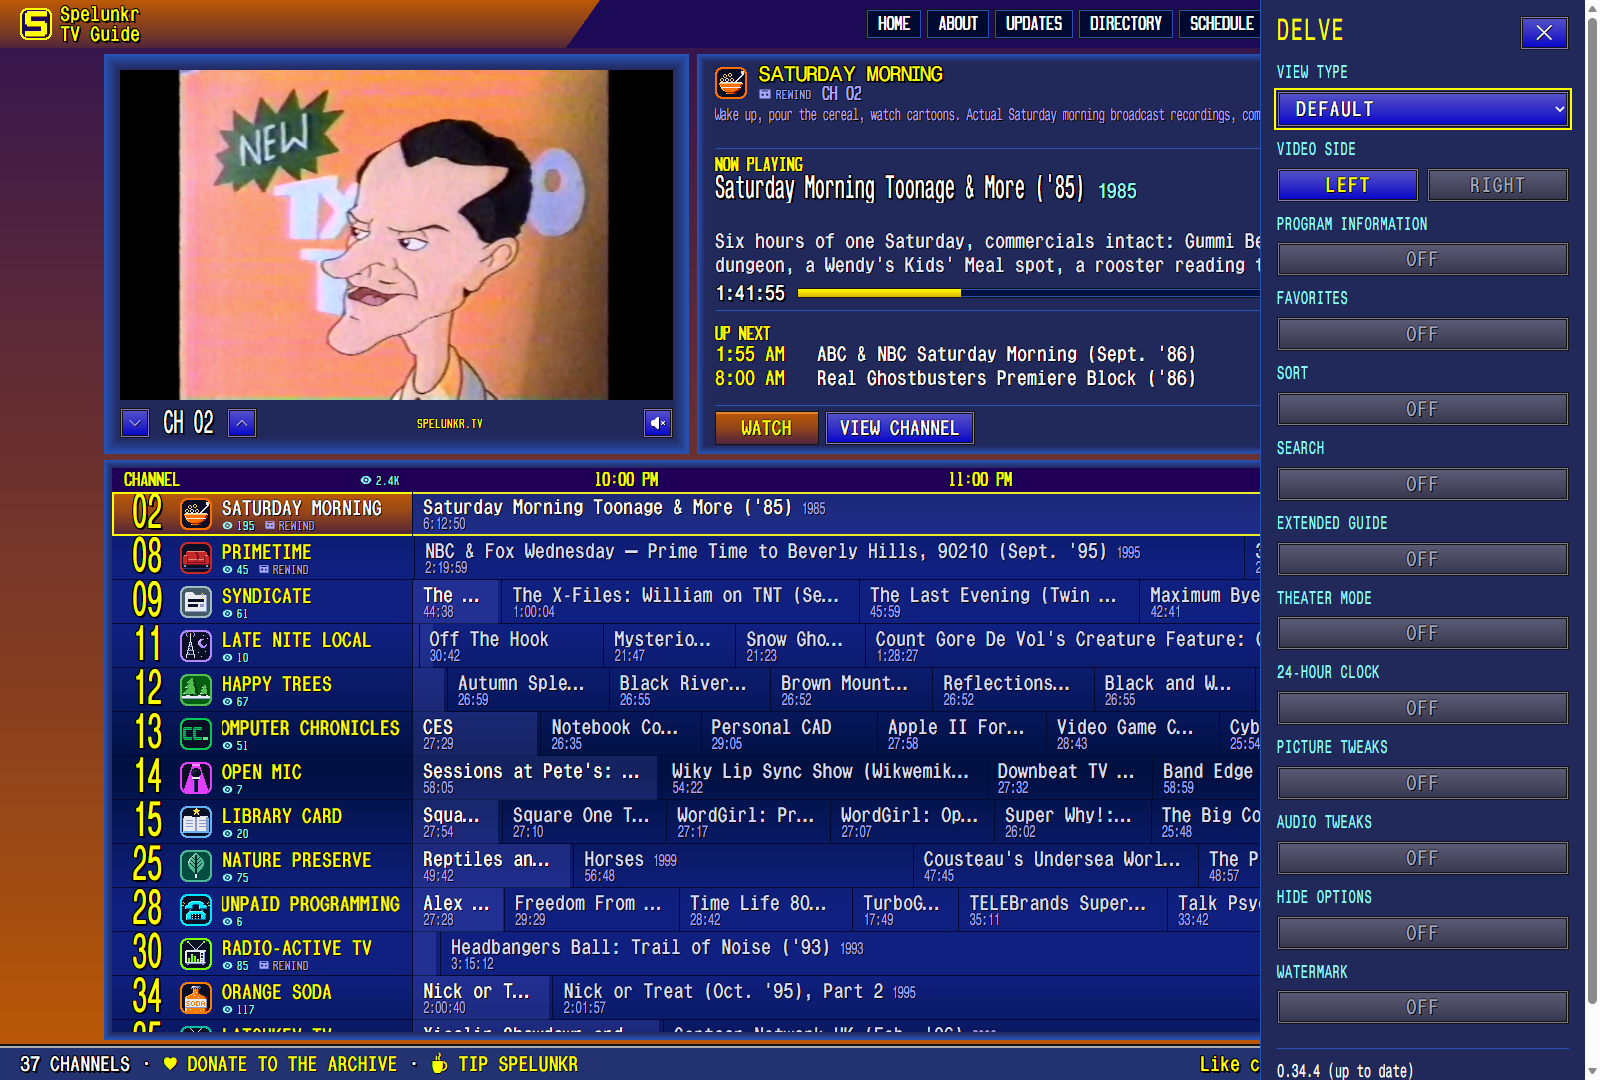 Spelunkr
TV Guide
HOME
ABOUT
UPDATES
DIRECTORY
SCHEDULE
NEW
CH 02
SPELUNKR.TV
SATURDAY MORNING
REWIND CH 02
Wake up, pour the cereal, watch cartoons. Actual Saturday morning broadcast recordings, com
NOW PLAYING
Saturday Morning Toonage & More ('85) 1985
Six hours of one Saturday, commercials intact: Gummi Be
dungeon, a Wendy's Kids' Meal spot, a rooster reading t
1:41:55
UP NEXT
1:55 AM ABC & NBC Saturday Morning (Sept. '86)
8:00 AM Real Ghostbusters Premiere Block ('86)
WATCH
VIEW CHANNEL
CHANNEL 2.4K 10:00 PM 11:00 PM
02 SATURDAY MORNING
195 REWIND
Saturday Morning Toonage & More ('85) 1985
6:12:50
08 PRIMETIME
45 REWIND
NBC & Fox Wednesday — Prime Time to Beverly Hills, 90210 (Sept. '95) 1995
2:19:59
09 SYNDICATE
61
The ...
44:38
The X-Files: William on TNT (Se...
1:00:04
The Last Evening (Twin ...
45:59
Maximum Bye
42:41
11 LATE NITE LOCAL
10
Off The Hook
30:42
Mysterio...
21:47
Snow Gho...
21:23
Count Gore De Vol's Creature Feature: C
1:28:27
12 HAPPY TREES
67
Autumn Sple...
26:59
Black River...
26:55
Brown Mount...
26:52
Reflections...
26:52
Black and W...
26:55
13 OMPUTER CHRONICLES
51
CC.
CES
27:29
Notebook Co...
26:35
Personal CAD
29:05
Apple II For...
27:58
Video Game C...
28:43
Cyb
25:54
14 OPEN MIC
7
Sessions at Pete's: ...
58:05
Wiky Lip Sync Show (Wikwemik...
54:22
Downbeat TV ...
27:32
Band Edge
58:59
15 LIBRARY CARD
20
Squa...
27:54
Square One T...
27:10
WordGirl: Pr...
27:17
WordGirl: Op...
27:07
Super Why!:...
26:02
The Big Co
25:48
25 NATURE PRESERVE
75
Reptiles an...
49:42
Horses 1999
56:48
Cousteau's Undersea Worl...
47:45
The P
48:57
28 UNPAID PROGRAMMING
6
Alex ...
27:28
Freedom From ...
29:29
Time Life 80...
28:42
TurboG...
17:49
TELEBrands Super...
35:11
Talk Psy
33:42
30 RADIO-ACTIVE TV
85 REWIND
Headbangers Ball: Trail of Noise ('93) 1993
3:15:12
34 ORANGE SODA
117
SODA
Nick or T...
2:00:40
Nick or Treat (Oct. '95), Part 2 1995
2:01:57
37 CHANNELS · DONATE TO THE ARCHIVE · TIP SPELUNKR
Like c
DELVE
VIEW TYPE
DEFAULT
VIDEO SIDE
LEFT
RIGHT
PROGRAM INFORMATION
OFF
FAVORITES
OFF
SORT
OFF
SEARCH
OFF
EXTENDED GUIDE
OFF
THEATER MODE
OFF
24-HOUR CLOCK
OFF
PICTURE TWEAKS
OFF
AUDIO TWEAKS
OFF
HIDE OPTIONS
OFF
WATERMARK
OFF
0.34.4 (up to date)